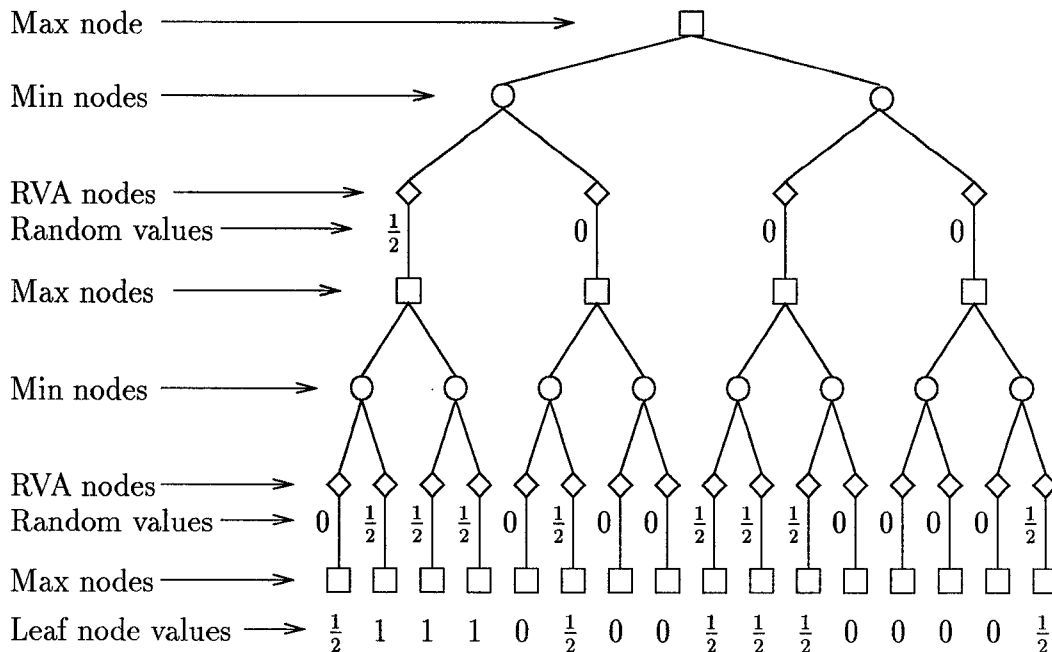 Max node
Min nodes
RVA nodes
Random values 1/2 0 0 0
Max nodes
Min nodes
RVA nodes
Random values 0 1/2 1/2 1/2 0 1/2 0 0 1/2 1/2 1/2 0 0 0 0 1/2
Max nodes
Leaf node values 1/2 1 1 1 0 1/2 0 0 1/2 1/2 1/2 0 0 0 0 1/2